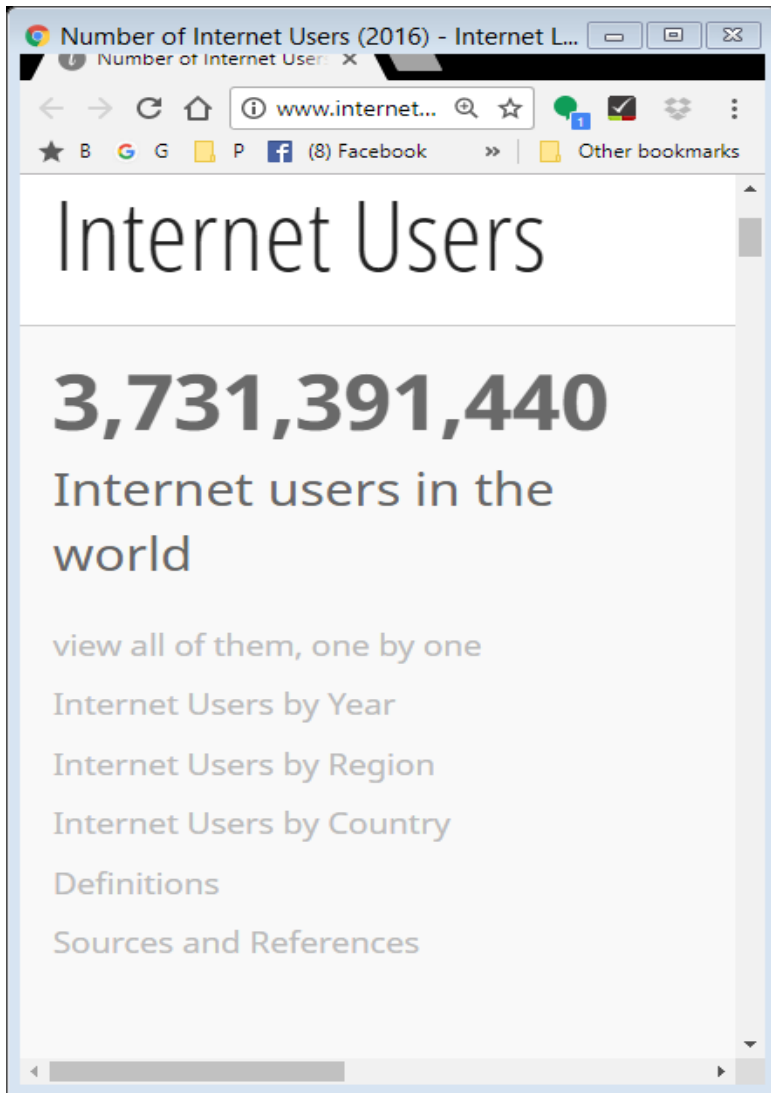 Number of Internet Users (2016) - Internet L...
Number of Internet User
www.internet...
1
B G P (8) Facebook » Other bookmarks
Internet Users
3,731,391,440
Internet users in the
world
view all of them, one by one
Internet Users by Year
Internet Users by Region
Internet Users by Country
Definitions
Sources and References